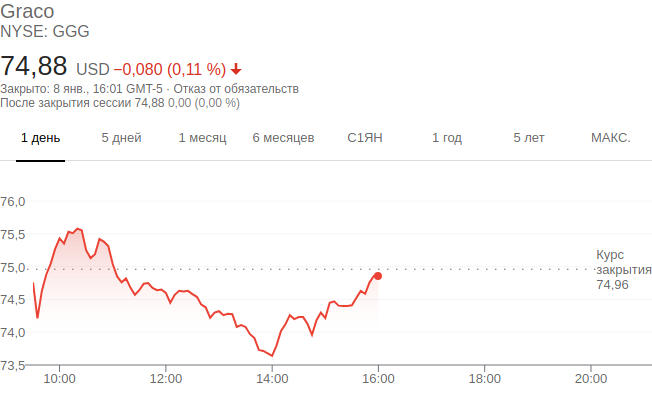 Graco
NYSE: GGG
74,88 USD −0,080 (0,11 %)
Закрыто: 8 янв., 16:01 GMT-5 · Отказ от обязательств
После закрытия сессии 74,88 0,00 (0,00 %)
1 день 5 дней 1 месяц 6 месяцев С1ЯН 1 год 5 лет МАКС.
76,0
75,5
75,0
74,5
74,0
73,5
Курс
закрытия
74,96
10:00 12:00 14:00 16:00 18:00 20:00